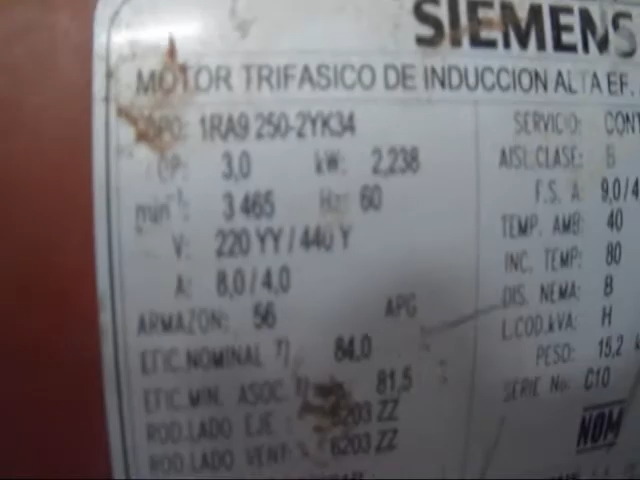 SIEMENS
MOTOR TRIFASICO DE INDUCCION ALTA EF.
TIPO: 1RA9 250-2YK34 SERVICIO: CONT
CP: 3,0 kW: 2,238 AISL.CLASE: B
min⁻¹: 3 465 Hz: 60 F.S. A: 9,0/4
V: 220 YY / 440 Y TEMP. AMB: 40
A: 8,0 / 4,0 INC. TEMP: 80
ARMAZON: 56 APG DIS. NEMA: B
EFIC.NOMINAL η 84,0 L.COD.kVA: H
EFIC.MIN. ASOC. η 81,5 PESO: 15,2 k
ROD.LADO EJE : 6203 ZZ SERIE No: C10
ROD.LADO VENT: 6203 ZZ NOM